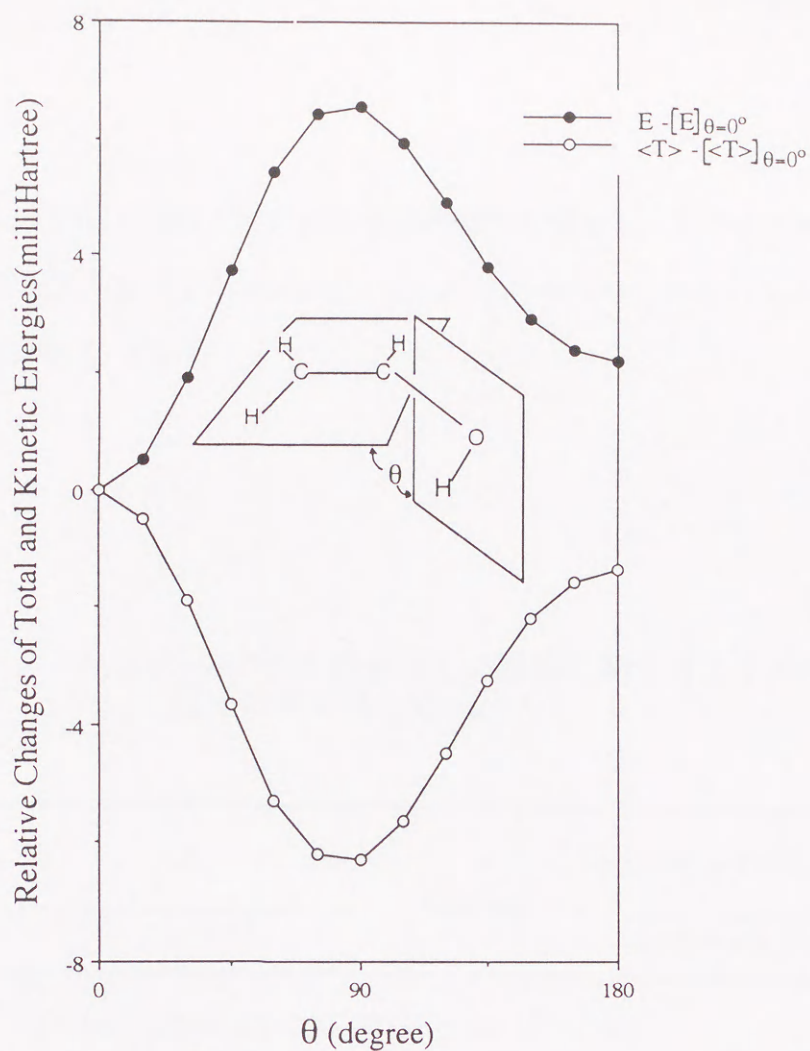 8
4
0
-4
-8
Relative Changes of Total and Kinetic Energies(milliHartree)
E -[E]θ=0°
<T> -[<T>]θ=0°
H
H
C
C
H
O
θ
H
0
90
180
θ (degree)